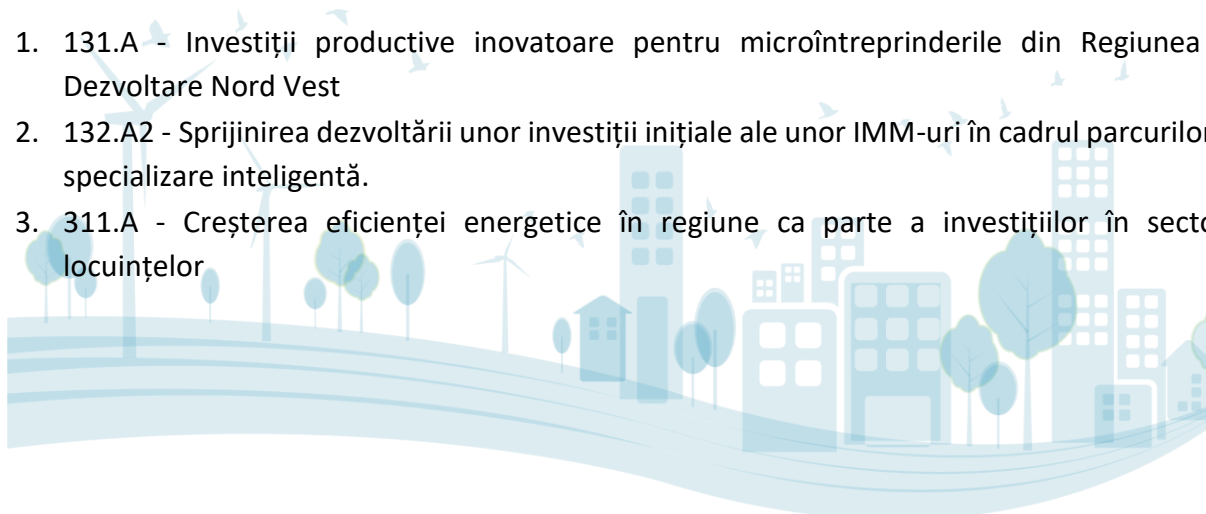 1. 131.A - Investiții productive inovatoare pentru microîntreprinderile din Regiunea
Dezvoltare Nord Vest
2. 132.A2 - Sprijinirea dezvoltării unor investiții inițiale ale unor IMM-uri în cadrul parcurilor
specializare inteligentă.
3. 311.A - Creșterea eficienței energetice în regiune ca parte a investițiilor în
locuințelor